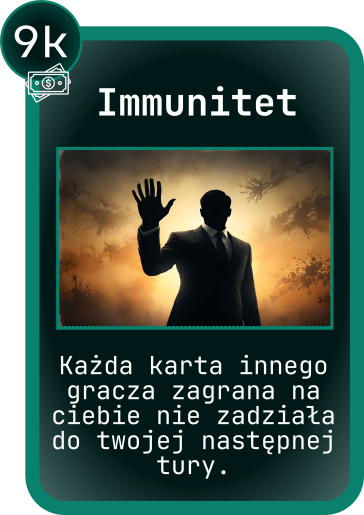 9k
Immunitet
Każda karta innego
gracza zagrana na
ciebie nie zadziała
do twojej następnej
tury.